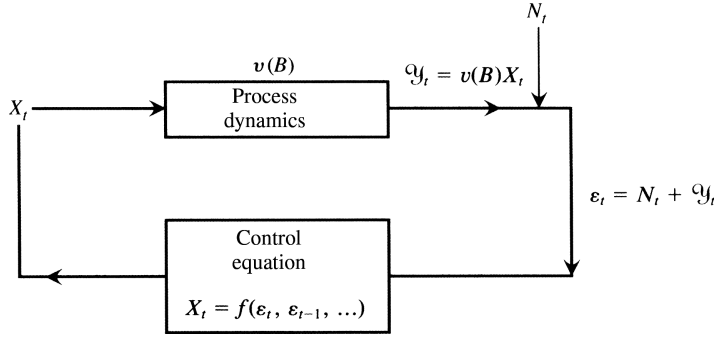 Nₜ
v(B)
𝒴ₜ = v(B)Xₜ
Process
dynamics
Xₜ
εₜ = Nₜ + 𝒴ₜ
Control
equation
Xₜ = f(εₜ, εₜ₋₁, ...)